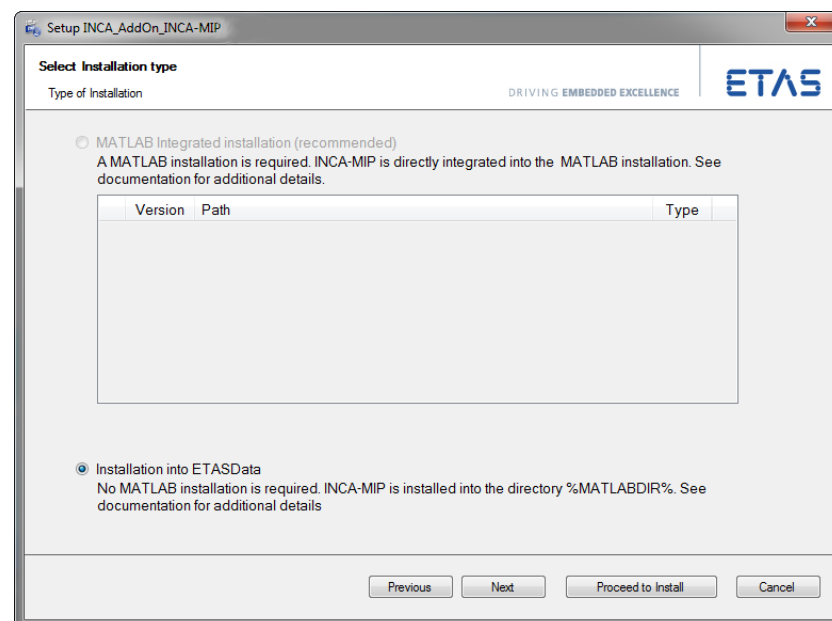 Setup INCA_AddOn_INCA-MIP
Select Installation type
Type of Installation
DRIVING EMBEDDED EXCELLENCE
ETAS
MATLAB Integrated installation (recommended)
A MATLAB installation is required. INCA-MIP is directly integrated into the MATLAB installation. See
documentation for additional details.
Version Path Type
Installation into ETASData
No MATLAB installation is required. INCA-MIP is installed into the directory %MATLABDIR%. See
documentation for additional details
Previous Next Proceed to Install Cancel